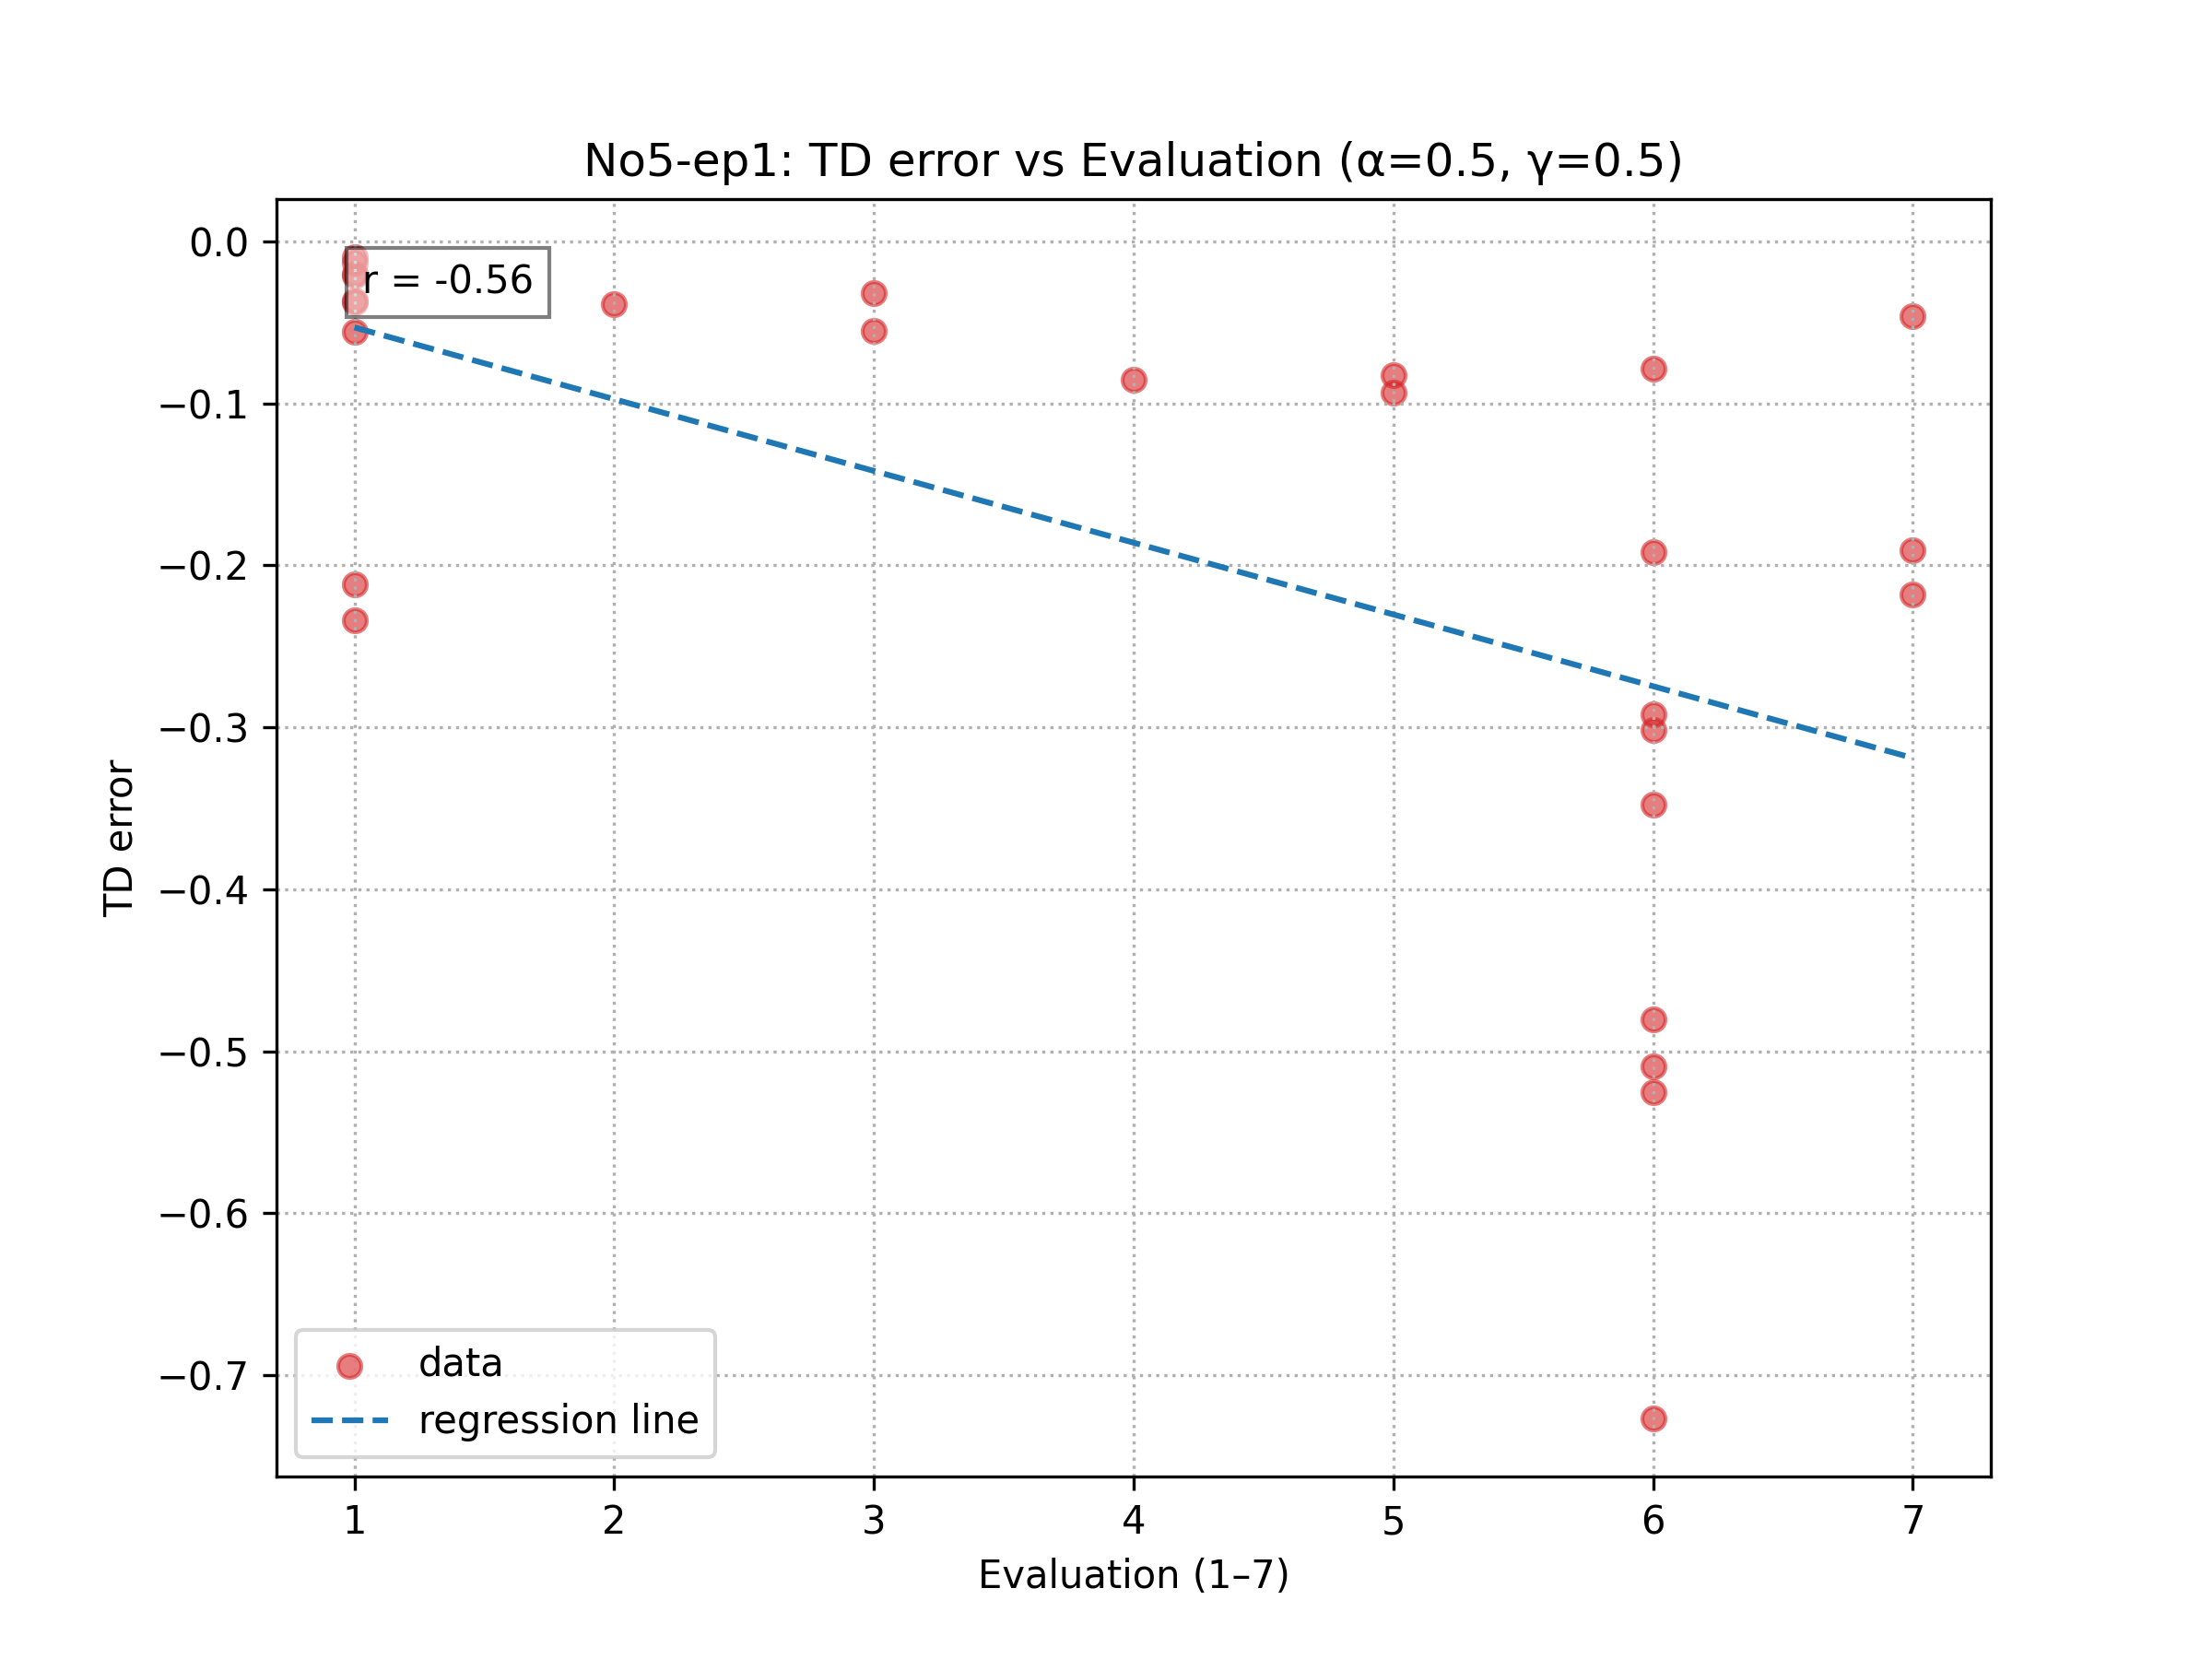 No5-ep1: TD error vs Evaluation (α=0.5, γ=0.5)
r = -0.56
0.0
−0.1
−0.2
−0.3
−0.4
−0.5
−0.6
−0.7
TD error
data
regression line
1 2 3 4 5 6 7
Evaluation (1–7)